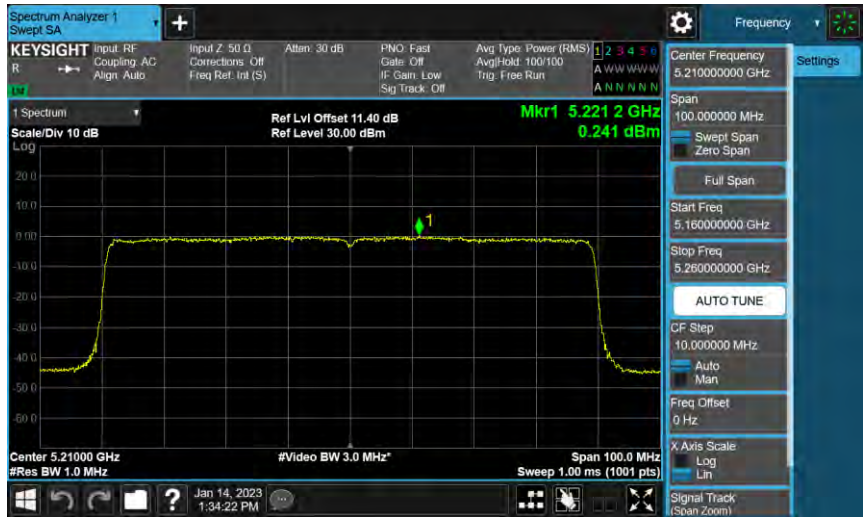 Spectrum Analyzer 1
Swept SA
+
Frequency
KEYSIGHT
R
Input: RF
Coupling: AC
Align: Auto
Input Z: 50 Ω
Corrections: Off
Freq Ref: Int (S)
Atten: 30 dB
PNO: Fast
Gate: Off
IF Gain: Low
Sig Track: Off
Avg Type: Power (RMS)
Avg|Hold: 100/100
Trig: Free Run
1 2 3 4 5 6
A W W W W W
A N N N N N
1 Spectrum
Scale/Div 10 dB
Log
Ref Lvl Offset 11.40 dB
Ref Level 30.00 dBm
Mkr1 5.221 2 GHz
0.241 dBm
20.0
10.0
0.00
-10.0
-20.0
-30.0
-40.0
-50.0
-60.0
1
Center 5.21000 GHz
#Res BW 1.0 MHz
#Video BW 3.0 MHz*
Span 100.0 MHz
Sweep 1.00 ms (1001 pts)
Center Frequency
5.210000000 GHz
Settings
Span
100.000000 MHz
Swept Span
Zero Span
Full Span
Start Freq
5.160000000 GHz
Stop Freq
5.260000000 GHz
AUTO TUNE
CF Step
10.000000 MHz
Auto
Man
Freq Offset
0 Hz
X Axis Scale
Log
Lin
Signal Track
(Span Zoom)
?
Jan 14, 2023
1:34:22 PM